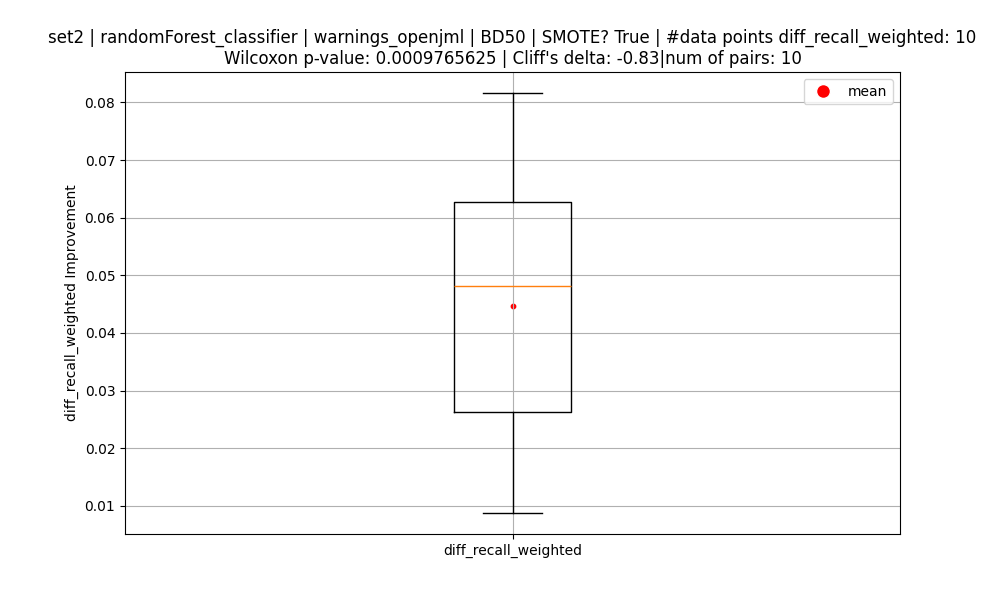 set2 | randomForest_classifier | warnings_openjml | BD50 | SMOTE? True | #data points diff_recall_weighted: 10
Wilcoxon p-value: 0.0009765625 | Cliff's delta: -0.83|num of pairs: 10
mean
0.08
0.07
0.06
0.05
0.04
0.03
0.02
0.01
diff_recall_weighted Improvement
diff_recall_weighted